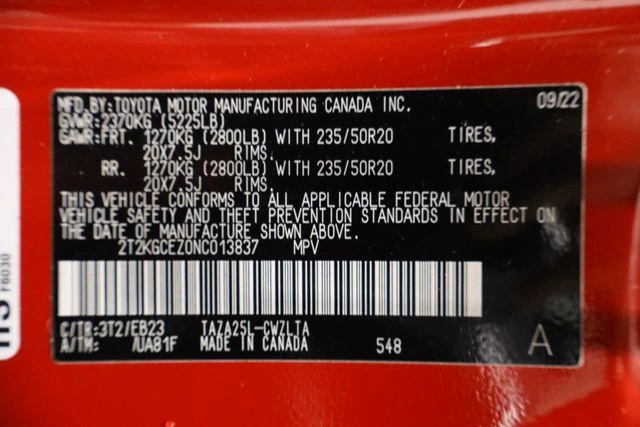 MFD.BY:TOYOTA MOTOR MANUFACTURING CANADA INC. 09/22
GVWR:2370KG (5225LB)
GAWR:FRT. 1270KG (2800LB) WITH 235/50R20 TIRES,
20X7.5J RIMS.
RR. 1270KG (2800LB) WITH 235/50R20 TIRES,
20X7.5J RIMS.
THIS VEHICLE CONFORMS TO ALL APPLICABLE FEDERAL MOTOR
VEHICLE SAFETY AND THEFT PREVENTION STANDARDS IN EFFECT ON
THE DATE OF MANUFACTURE SHOWN ABOVE.
2T2KGCEZ0NC013837 MPV
C/TR:3T2/EB23 TAZA25L-CWZLTA
A/TM: /UA81F MADE IN CANADA 548 A
F6030